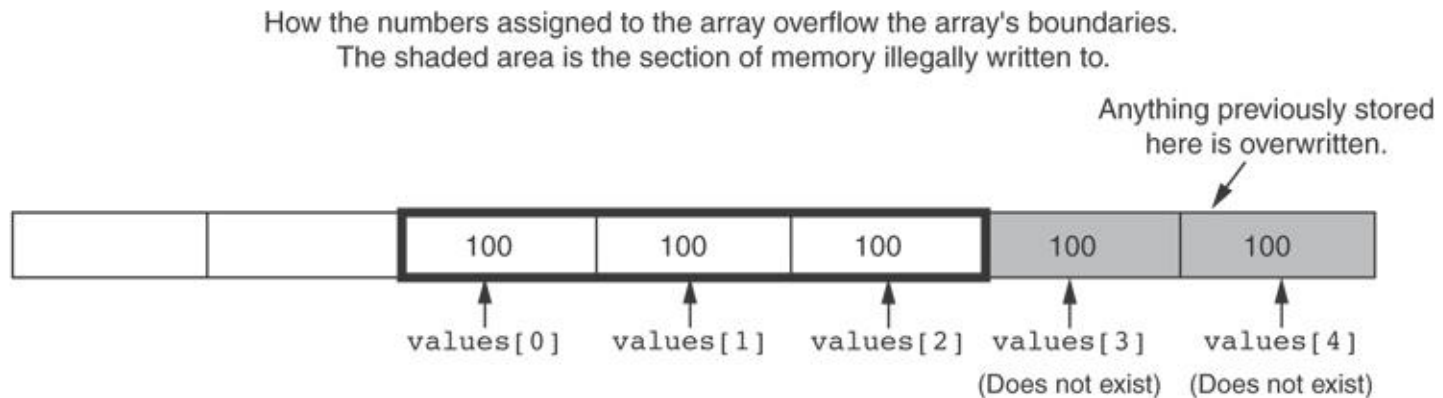 How the numbers assigned to the array overflow the array's boundaries.
The shaded area is the section of memory illegally written to.
Anything previously stored
here is overwritten.
100 100 100 100 100
values[0] values[1] values[2] values[3] values[4]
(Does not exist) (Does not exist)